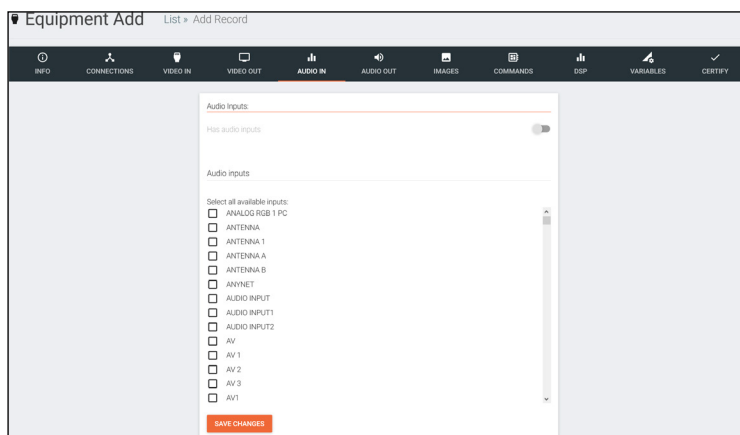 Equipment Add List » Add Record
INFO CONNECTIONS VIDEO IN VIDEO OUT AUDIO IN AUDIO OUT IMAGES COMMANDS DSP VARIABLES CERTIFY
Audio Inputs:
Has audio inputs
Audio inputs
Select all available inputs:
ANALOG RGB 1 PC
ANTENNA
ANTENNA 1
ANTENNA A
ANTENNA B
ANYNET
AUDIO INPUT
AUDIO INPUT1
AUDIO INPUT2
AV
AV 1
AV 2
AV 3
AV1
SAVE CHANGES